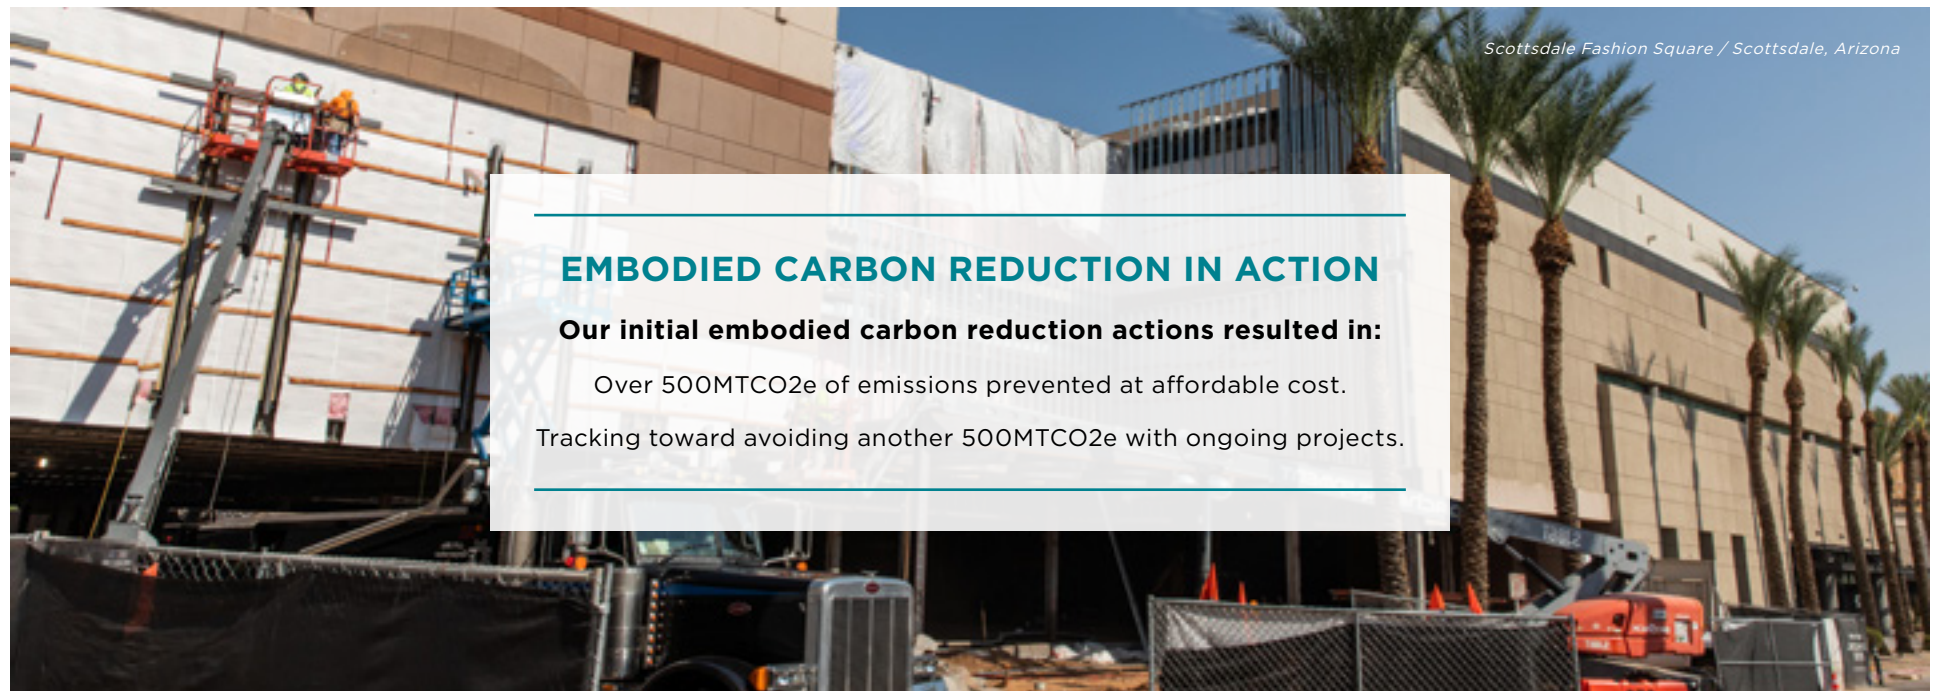 Scottsdale Fashion Square / Scottsdale, Arizona
EMBODIED CARBON REDUCTION IN ACTION
Our initial embodied carbon reduction actions resulted in:
Over 500MTCO2e of emissions prevented at affordable cost.
Tracking toward avoiding another 500MTCO2e with ongoing projects.